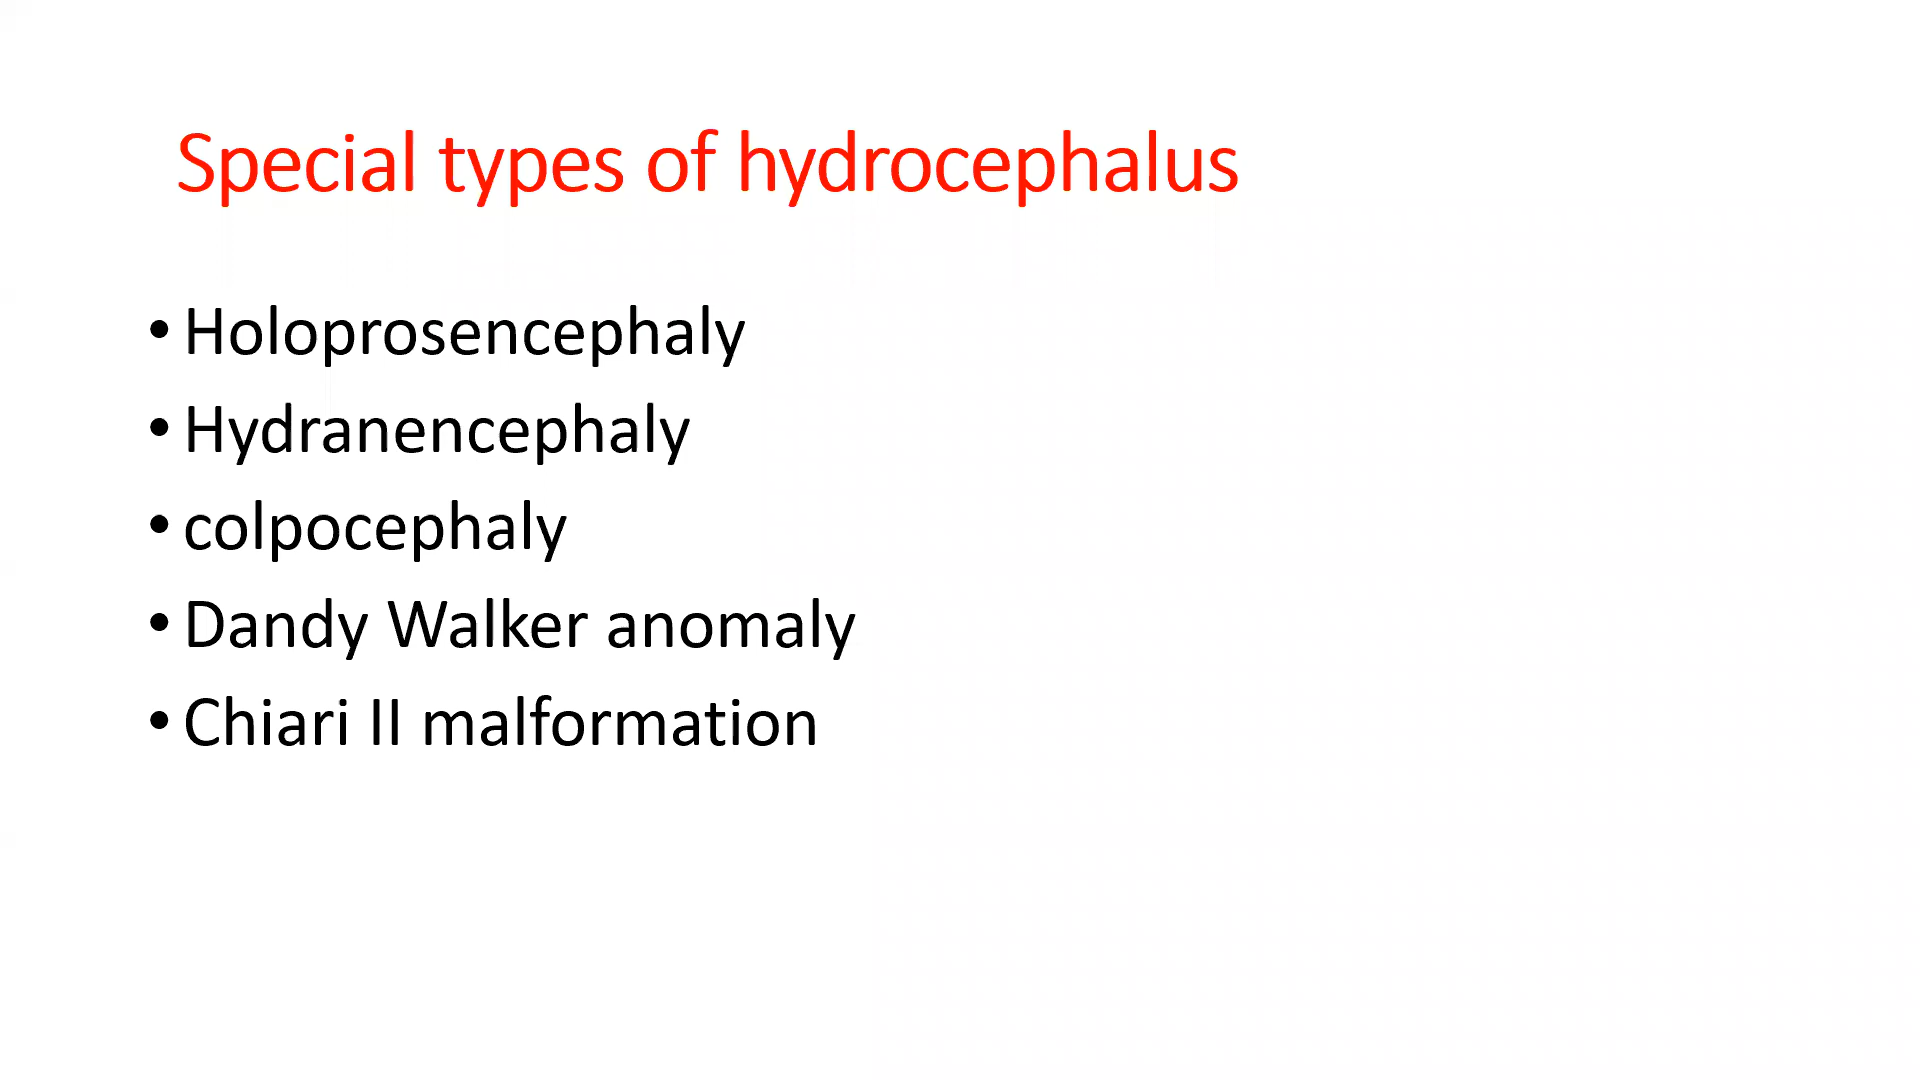 Special types of hydrocephalus
• Holoprosencephaly
• Hydranencephaly
• colpocephaly
• Dandy Walker anomaly
• Chiari II malformation